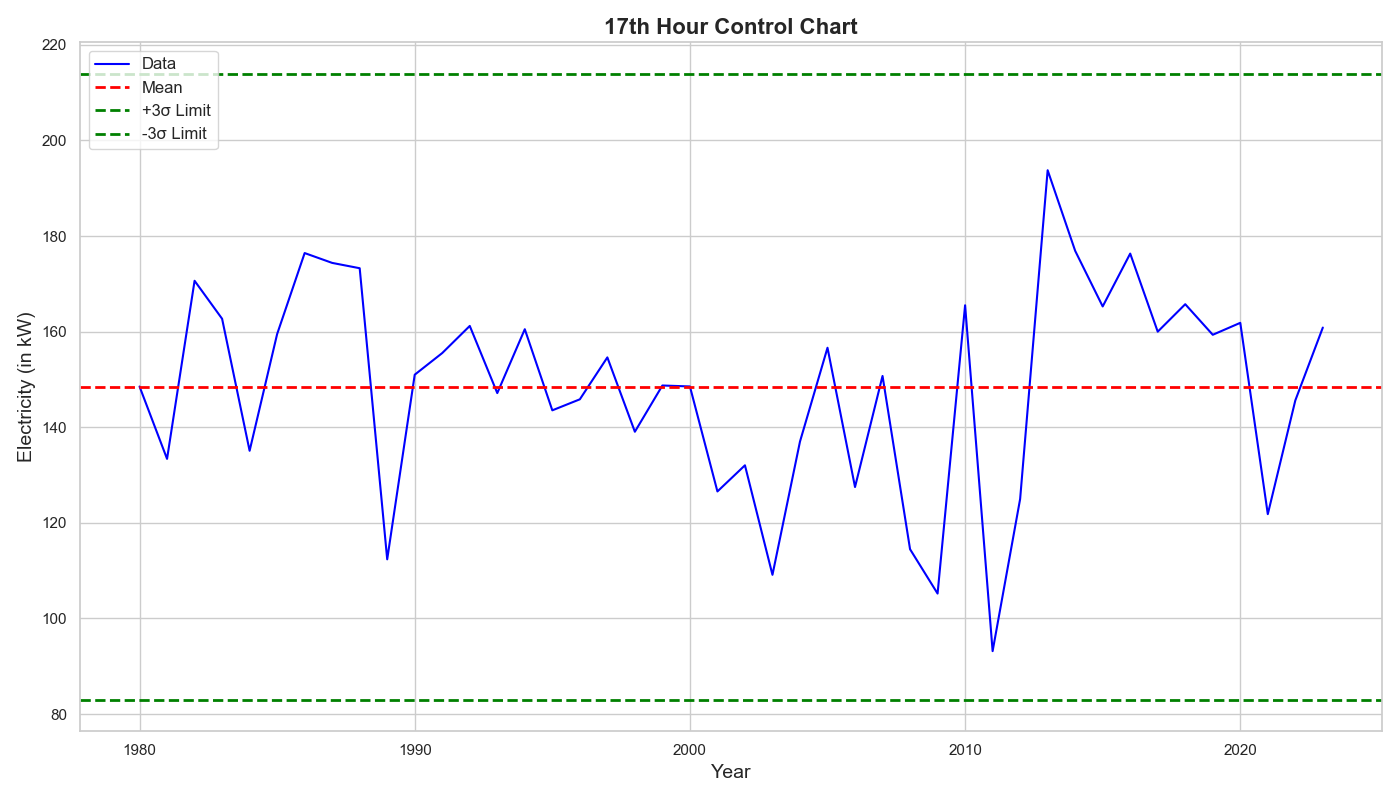 17th Hour Control Chart
Data
Mean
+3σ Limit
-3σ Limit
Electricity (in kW)
220
200
180
160
140
120
100
80
1980 1990 2000 2010 2020
Year